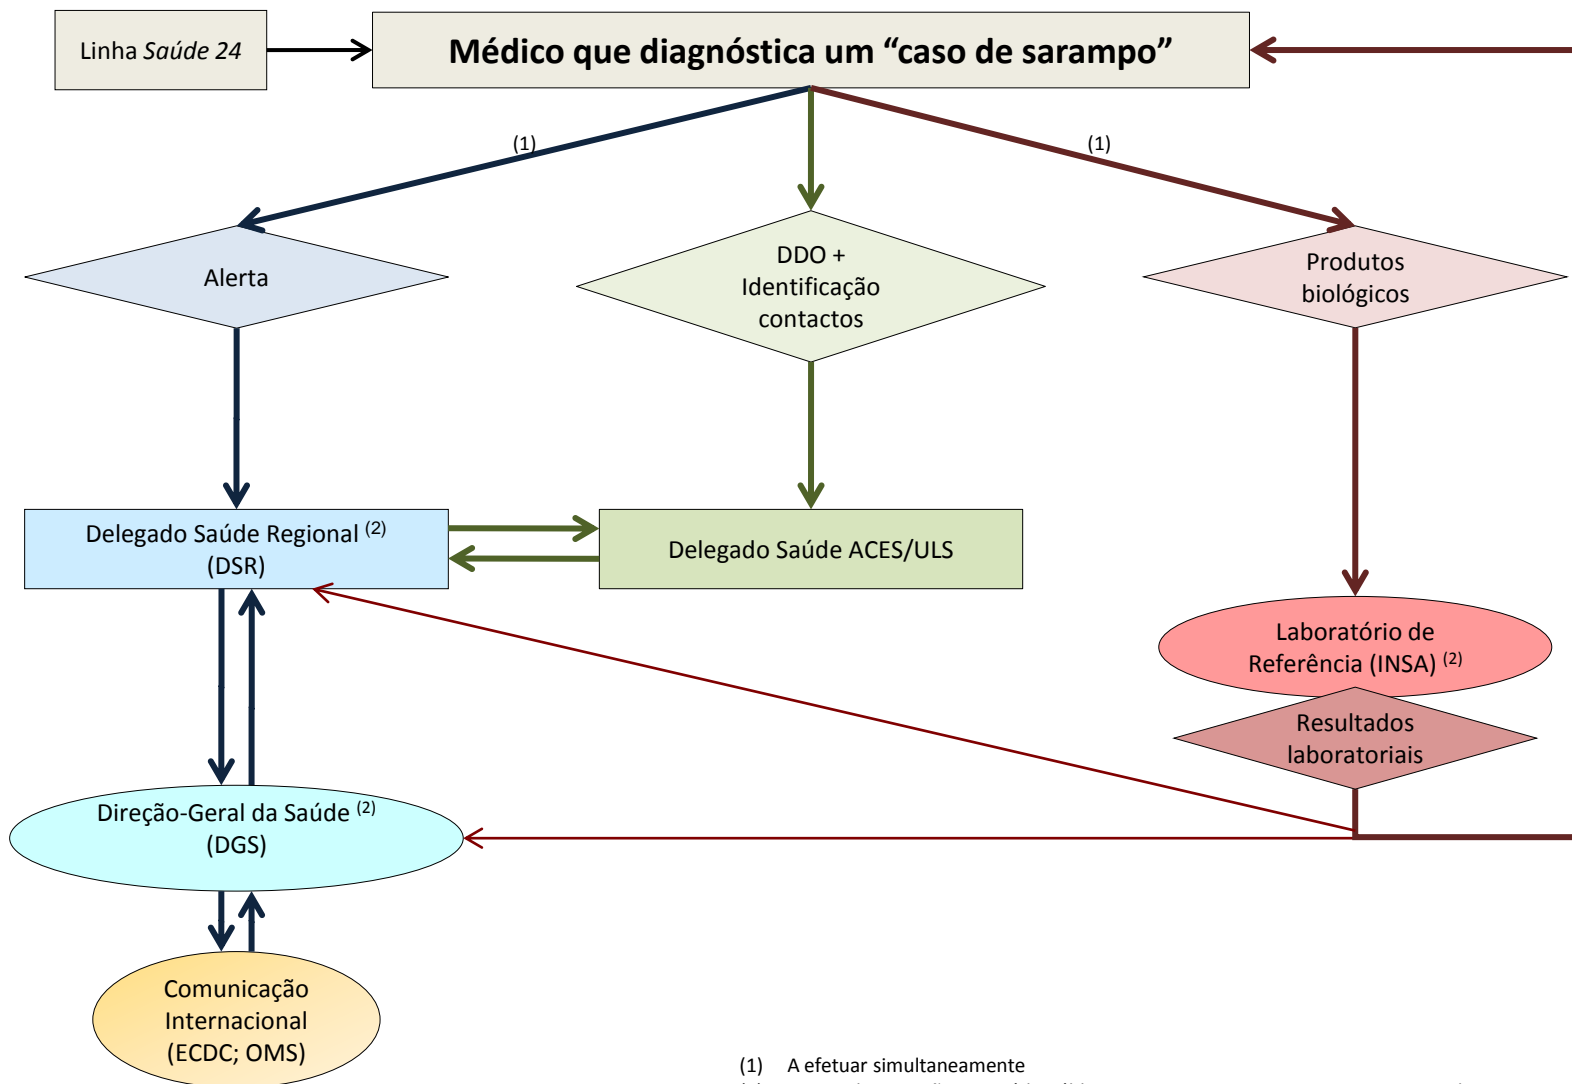 Linha Saúde 24
Médico que diagnóstica um “caso de sarampo”
(1)
(1)
Alerta
DDO +
Identificação
contactos
Produtos
biológicos
Delegado Saúde Regional (2)
(DSR)
Delegado Saúde ACES/ULS
Laboratório de
Referência (INSA) (2)
Resultados
laboratoriais
Direção-Geral da Saúde (2)
(DGS)
Comunicação
Internacional
(ECDC; OMS)
(1) A efetuar simultaneamente